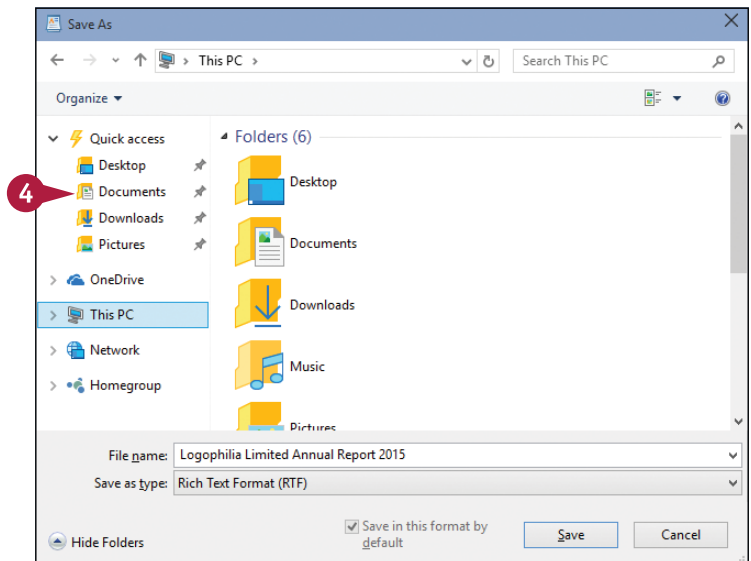 Save As
This PC
Search This PC
Organize
Quick access
Desktop
Documents
Downloads
Pictures
OneDrive
This PC
Network
Homegroup
4
Folders (6)
Desktop
Documents
Downloads
Music
Pictures
File name: Logophilia Limited Annual Report 2015
Save as type: Rich Text Format (RTF)
Hide Folders
Save in this format by
default
Save
Cancel